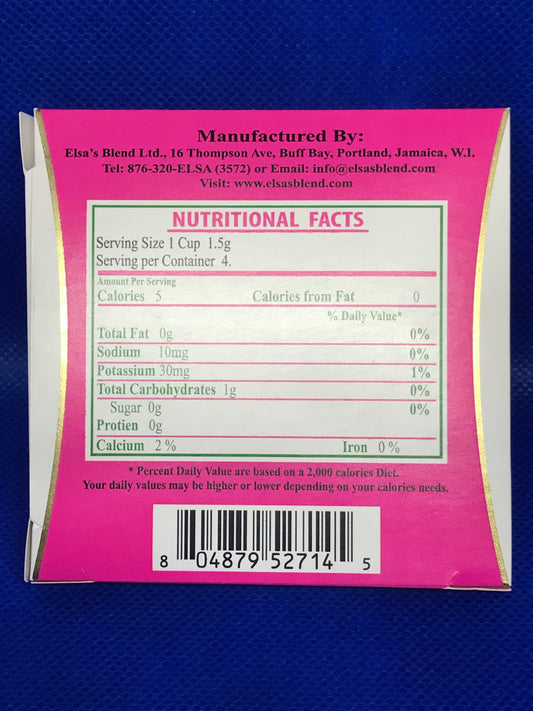 Manufactured By:
Elsa's Blend Ltd., 16 Thompson Ave, Buff Bay, Portland, Jamaica, W.I.
Tel: 876-320-ELSA (3572) or Email: info@elsasblend.com
Visit: www.elsasblend.com
NUTRITIONAL FACTS
Serving Size 1 Cup 1.5g
Serving per Container 4.
Amount Per Serving
Calories 5 Calories from Fat 0
% Daily Value*
Total Fat 0g 0%
Sodium 10mg 0%
Potassium 30mg 1%
Total Carbohydrates 1g 0%
Sugar 0g 0%
Protien 0g
Calcium 2% Iron 0%
* Percent Daily Value are based on a 2,000 calories Diet.
Your daily values may be higher or lower depending on your calories needs.
8 04879 52714 5